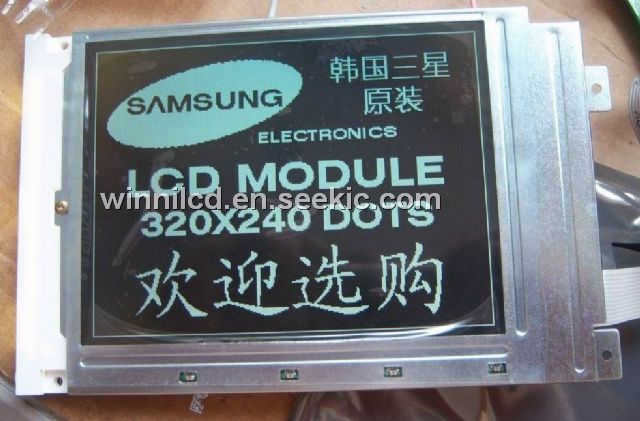 SAMSUNG
韩国三星
原装
ELECTRONICS
LCD MODULE
winnilcd.en.seekic.com
320X240 DOTS
欢迎选购